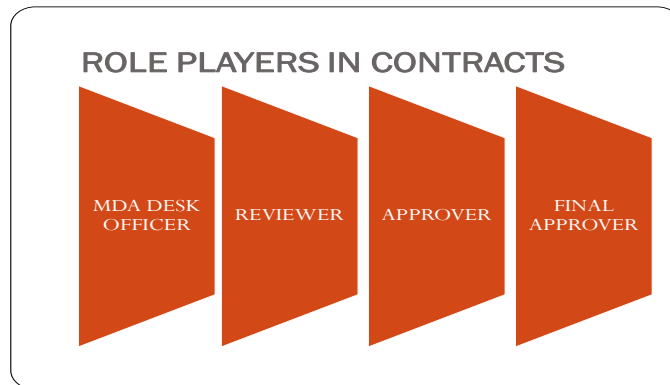 ROLE PLAYERS IN CONTRACTS
MDA DESK
OFFICER
REVIEWER
APPROVER
FINAL
APPROVER